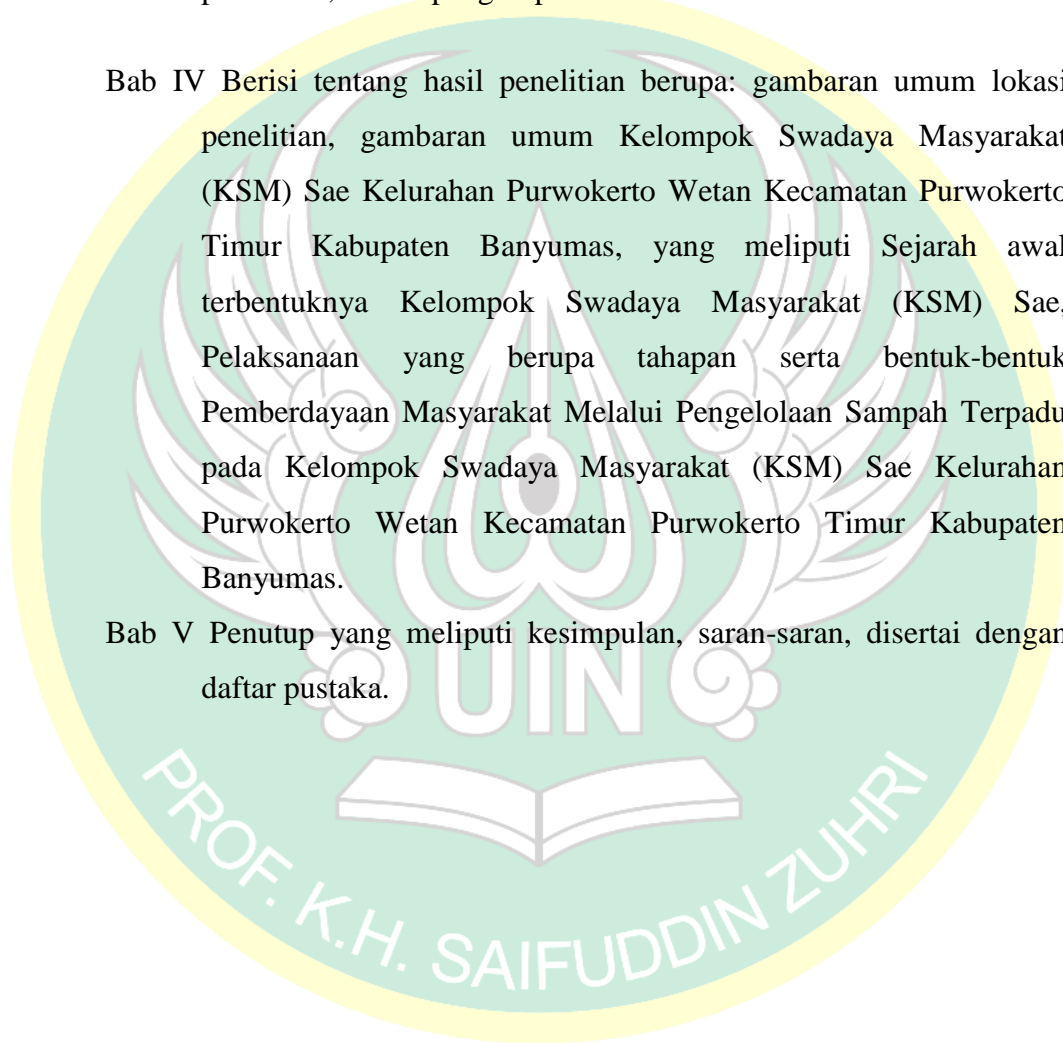 Bab IV Berisi tentang hasil penelitian berupa: gambaran umum lokasi
penelitian, gambaran umum Kelompok Swadaya Masyarakat
(KSM) Sae Kelurahan Purwokerto Wetan Kecamatan Purwokerto
Timur Kabupaten Banyumas, yang meliputi Sejarah awal
terbentuknya Kelompok Swadaya Masyarakat (KSM) Sae,
Pelaksanaan yang berupa tahapan serta bentuk-bentuk
Pemberdayaan Masyarakat Melalui Pengelolaan Sampah Terpadu
pada Kelompok Swadaya Masyarakat (KSM) Sae Kelurahan
Purwokerto Wetan Kecamatan Purwokerto Timur Kabupaten
Banyumas.
Bab V Penutup yang meliputi kesimpulan, saran-saran, disertai dengan
daftar pustaka.
UIN
PROF. K.H. SAIFUDDIN ZUHRI